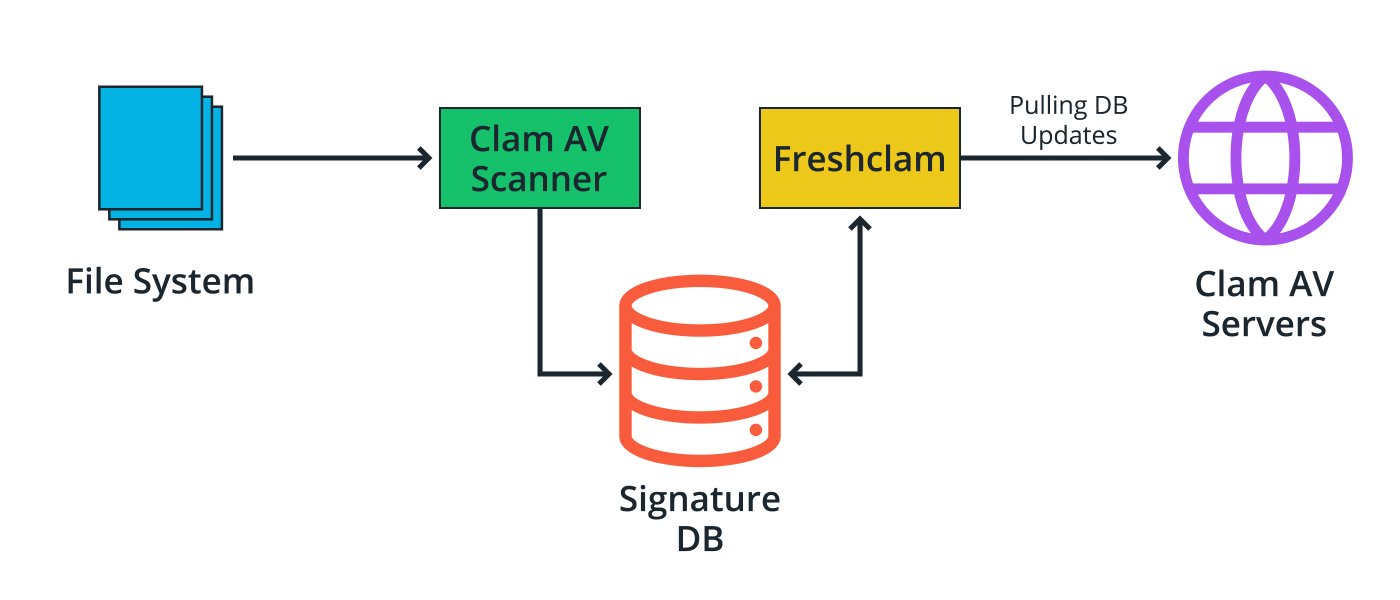 Pulling DB
Updates
Clam AV
Scanner
Freshclam
File System
Clam AV
Servers
Signature
DB